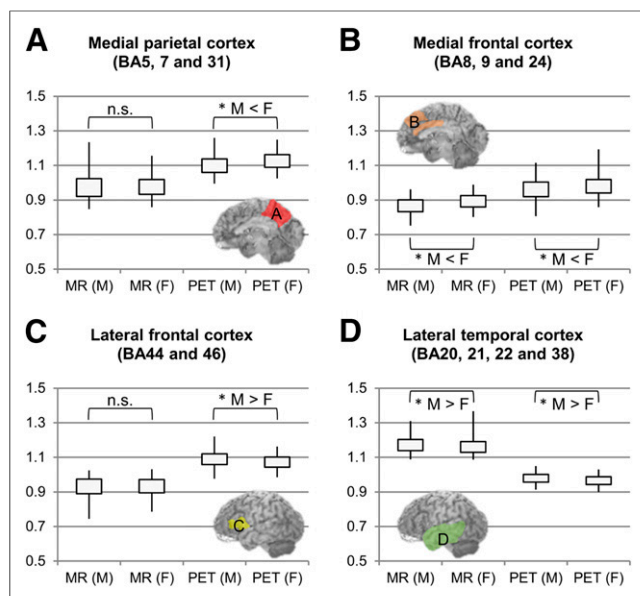 A
Medial parietal cortex
(BA5, 7 and 31)
1.5
1.3
1.1
0.9
0.7
0.5
n.s.
* M < F
A
MR (M) MR (F) PET (M) PET (F)
B
Medial frontal cortex
(BA8, 9 and 24)
1.5
1.3
1.1
0.9
0.7
0.5
B
* M < F
* M < F
MR (M) MR (F) PET (M) PET (F)
C
Lateral frontal cortex
(BA44 and 46)
1.5
1.3
1.1
0.9
0.7
0.5
n.s.
* M > F
C
MR (M) MR (F) PET (M) PET (F)
D
Lateral temporal cortex
(BA20, 21, 22 and 38)
1.5
1.3
1.1
0.9
0.7
0.5
* M > F
* M > F
D
MR (M) MR (F) PET (M) PET (F)